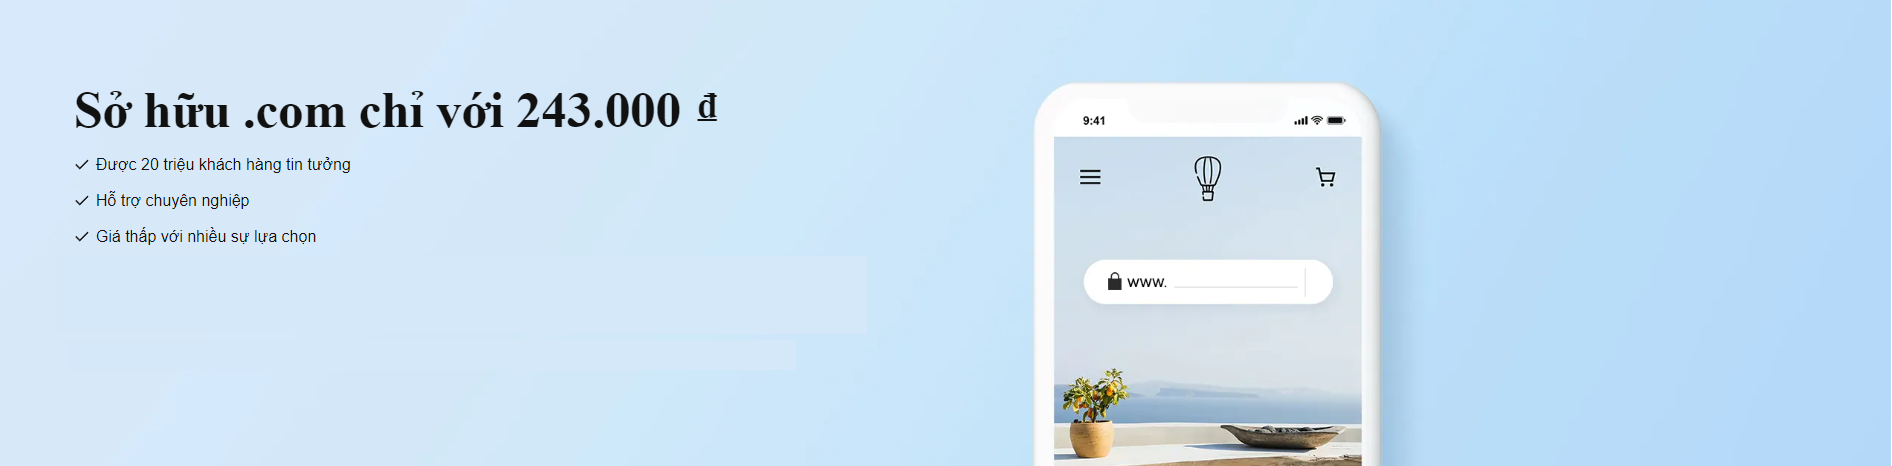 Sở hữu .com chỉ với 243.000 ₫
Được 20 triệu khách hàng tin tưởng
Hỗ trợ chuyên nghiệp
Giá thấp với nhiều sự lựa chọn
9:41
www.